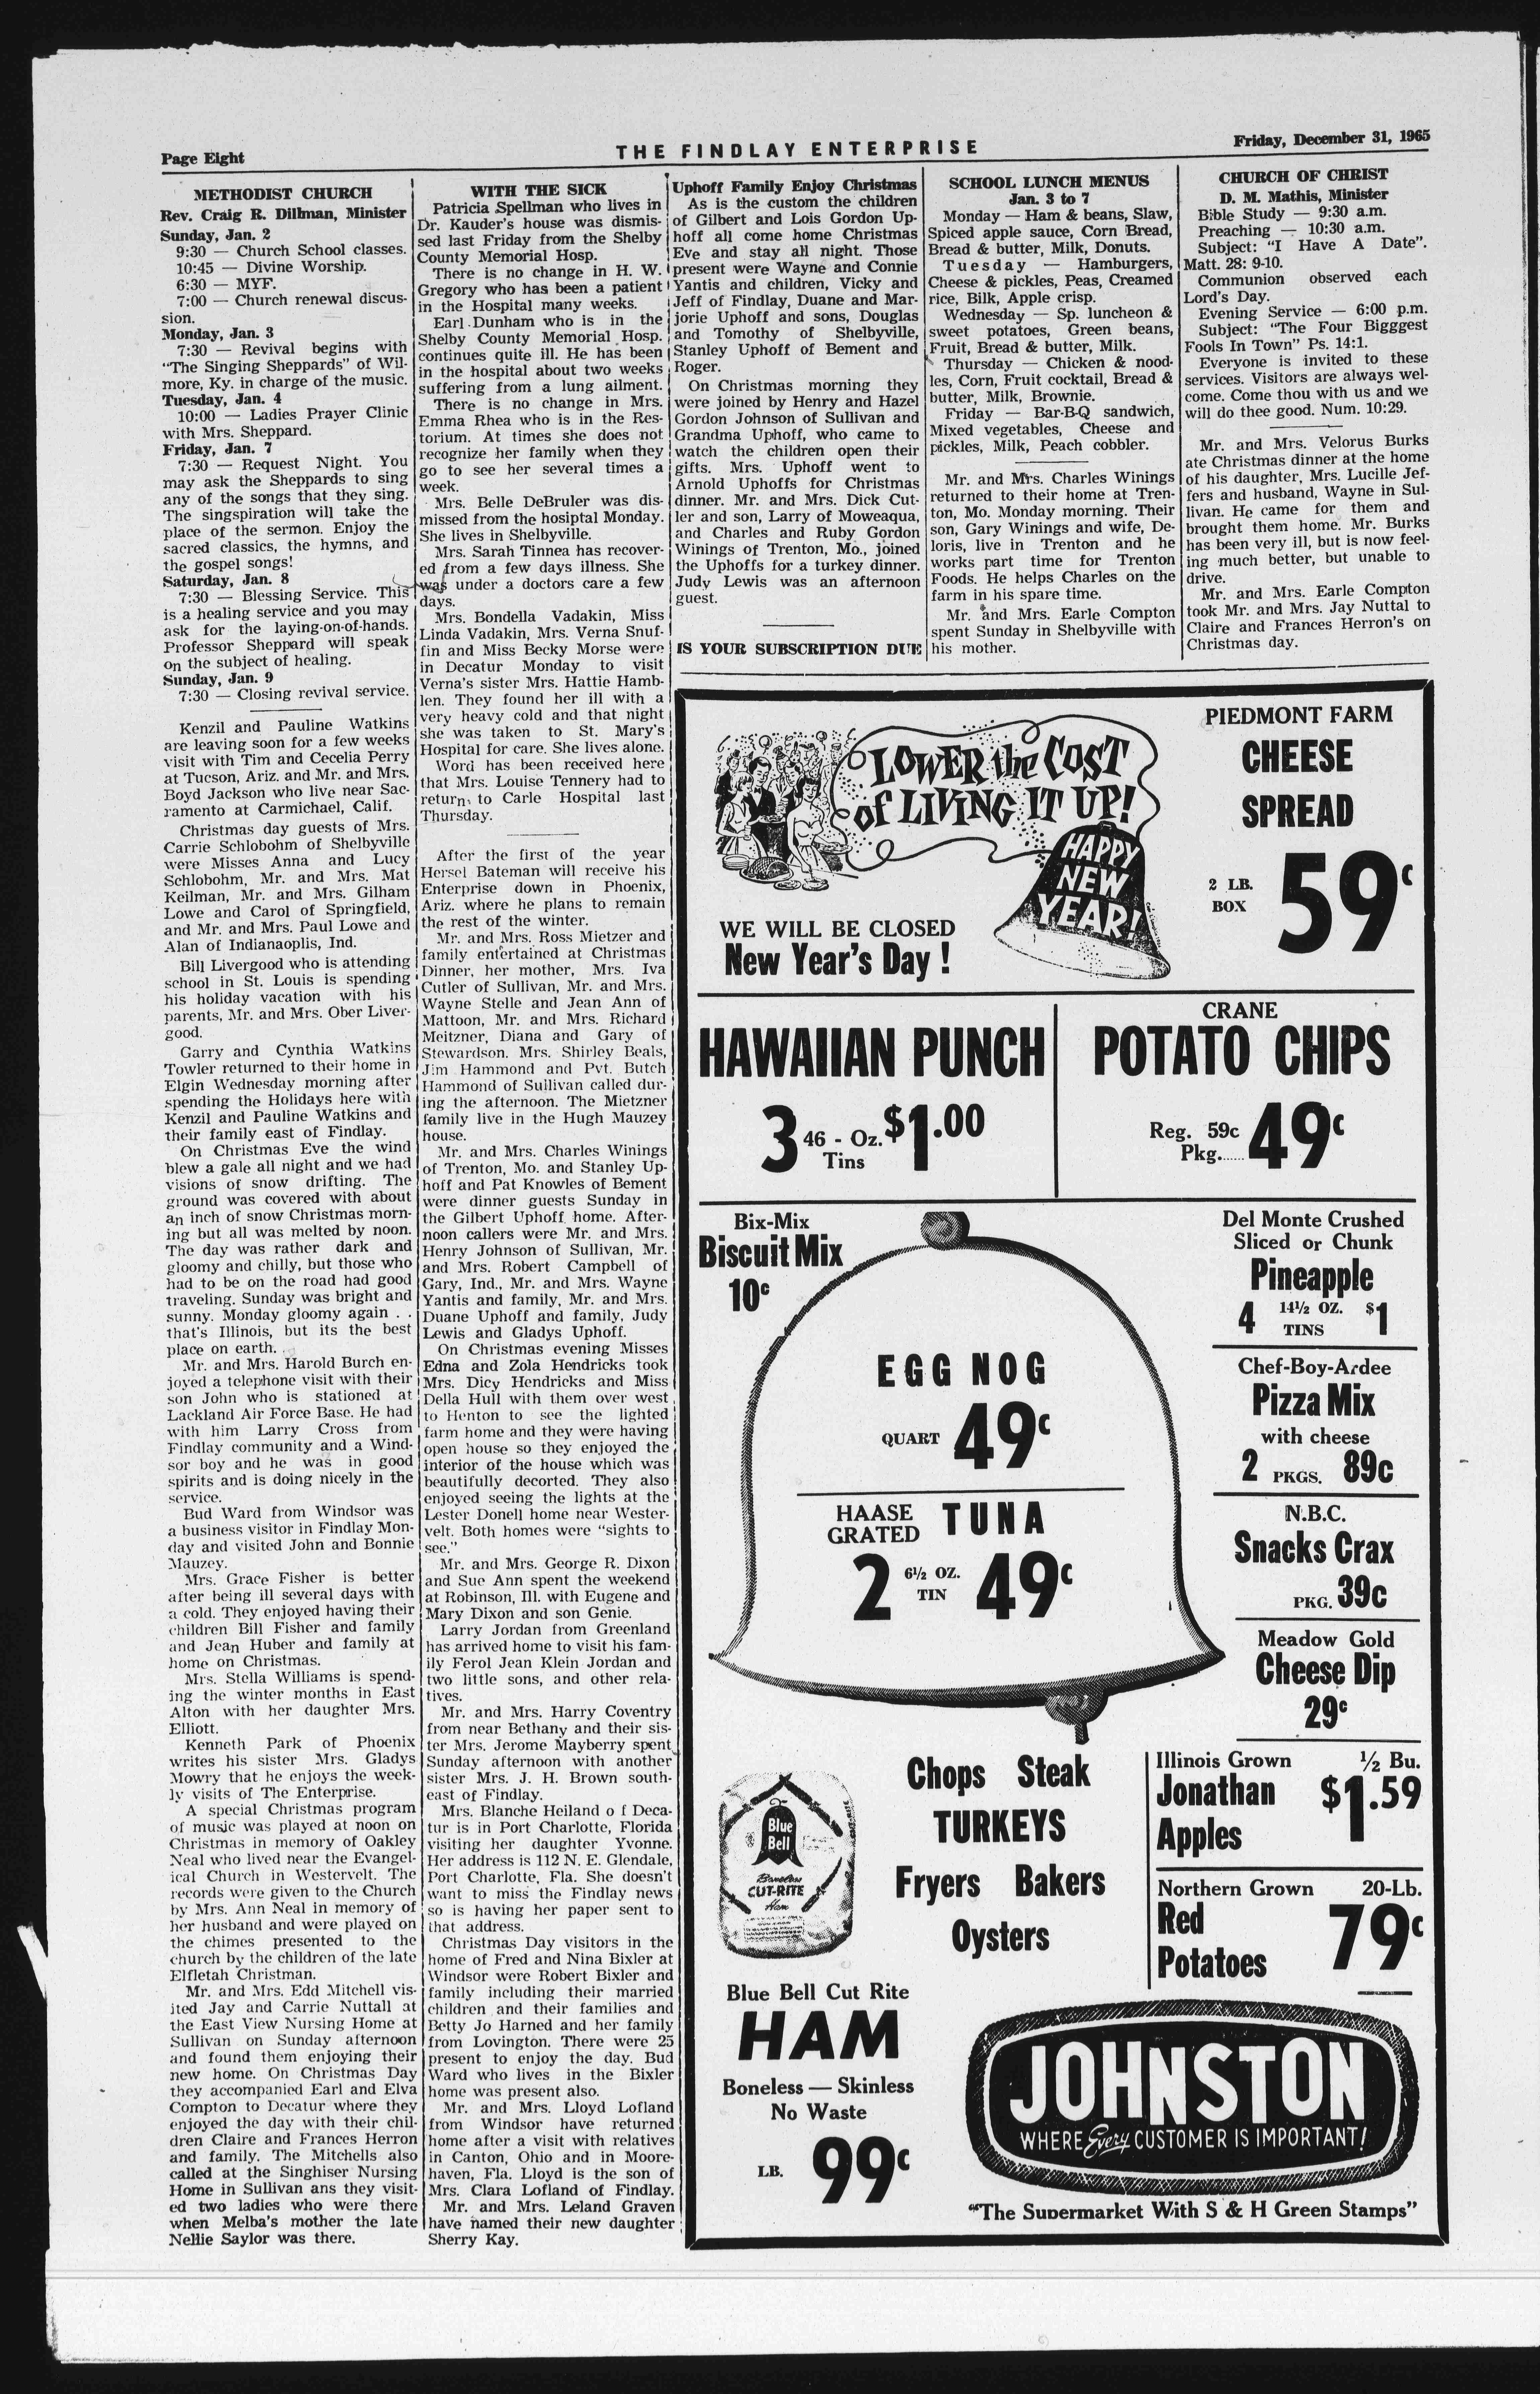 Page Eight
THE FINDLAY ENTERPRISE
Friday, December 31, 1965
METHODIST CHURCH
Rev. Craig R. Dillman, Minister
Sunday, Jan. 2
9:30 — Church School classes.
10:45 — Divine Worship.
6:30 — MYF.
7:00 — Church renewal discus-
sion.
Monday, Jan. 3
7:30 — Revival begins with
"The Singing Sheppards" of Wil-
more, Ky. in charge of the music.
Tuesday, Jan. 4
10:00 — Ladies Prayer Clinic
with Mrs. Sheppard.
Friday, Jan. 7
7:30 — Request Night. You
may ask the Sheppards to sing
any of the songs that they sing.
The singspiration will take the
place of the sermon. Enjoy the
sacred classics, the hymns, and
the gospel songs!
Saturday, Jan. 8
7:30 — Blessing Service. This
is a healing service and you may
ask for the laying-on-of-hands.
Professor Sheppard will speak
on the subject of healing.
Sunday, Jan. 9
7:30 — Closing revival service.
Kenzil and Pauline Watkins
are leaving soon for a few weeks
visit with Tim and Cecelia Perry
at Tucson, Ariz. and Mr. and Mrs.
Boyd Jackson who live near Sac-
ramento at Carmichael, Calif.
Christmas day guests of Mrs.
Carrie Schlobohm of Shelbyville
were Misses Anna and Lucy
Schlobohm, Mr. and Mrs. Mat
Keilman, Mr. and Mrs. Gilham
Lowe and Carol of Springfield,
and Mr. and Mrs. Paul Lowe and
Alan of Indianaoplis, Ind.
Bill Livergood who is attending
school in St. Louis is spending
his holiday vacation with his
parents, Mr. and Mrs. Ober Liver-
good.
Garry and Cynthia Watkins
Towler returned to their home in
Elgin Wednesday morning after
spending the Holidays here with
Kenzil and Pauline Watkins and
their family east of Findlay.
On Christmas Eve the wind
blew a gale all night and we had
visions of snow drifting. The
ground was covered with about
an inch of snow Christmas morn-
ing but all was melted by noon.
The day was rather dark and
gloomy and chilly, but those who
had to be on the road had good
traveling. Sunday was bright and
sunny. Monday gloomy again . .
that's Illinois, but its the best
place on earth.
Mr. and Mrs. Harold Burch en-
joyed a telephone visit with their
son John who is stationed at
Lackland Air Force Base. He had
with him Larry Cross from
Findlay community and a Wind-
sor boy and he was in good
spirits and is doing nicely in the
service.
Bud Ward from Windsor was
a business visitor in Findlay Mon-
day and visited John and Bonnie
Mauzey.
Mrs. Grace Fisher is better
after being ill several days with
a cold. They enjoyed having their
children Bill Fisher and family
and Jean Huber and family at
home on Christmas.
Mrs. Stella Williams is spend-
ing the winter months in East
Alton with her daughter Mrs.
Elliott.
Kenneth Park of Phoenix
writes his sister Mrs. Gladys
Mowry that he enjoys the week-
ly visits of The Enterprise.
A special Christmas program
of music was played at noon on
Christmas in memory of Oakley
Neal who lived near the Evangel-
ical Church in Westervelt. The
records were given to the Church
by Mrs. Ann Neal in memory of
her husband and were played on
the chimes presented to the
church by the children of the late
Elfletah Christman.
Mr. and Mrs. Edd Mitchell vis-
ited Jay and Carrie Nuttall at
the East View Nursing Home at
Sullivan on Sunday afternoon
and found them enjoying their
new home. On Christmas Day
they accompanied Earl and Elva
Compton to Decatur where they
enjoyed the day with their chil-
dren Claire and Frances Herron
and family. The Mitchells also
called at the Singhiser Nursing
Home in Sullivan ans they visit-
ed two ladies who were there
when Melba's mother the late
Nellie Saylor was there.
WITH THE SICK
Patricia Spellman who lives in
Dr. Kauder's house was dismis-
sed last Friday from the Shelby
County Memorial Hosp.
There is no change in H. W.
Gregory who has been a patient
in the Hospital many weeks.
Earl Dunham who is in the
Shelby County Memorial Hosp.
continues quite ill. He has been
in the hospital about two weeks
suffering from a lung ailment.
There is no change in Mrs.
Emma Rhea who is in the Res-
torium. At times she does not
recognize her family when they
go to see her several times a
week.
Mrs. Belle DeBruler was dis-
missed from the hosiptal Monday.
She lives in Shelbyville.
Mrs. Sarah Tinnea has recover-
ed from a few days illness. She
was under a doctors care a few
days.
Mrs. Bondella Vadakin, Miss
Linda Vadakin, Mrs. Verna Snuf-
fin and Miss Becky Morse were
in Decatur Monday to visit
Verna's sister Mrs. Hattie Hamb-
len. They found her ill with a
very heavy cold and that night
she was taken to St. Mary's
Hospital for care. She lives alone.
Word has been received here
that Mrs. Louise Tennery had to
return to Carle Hospital last
Thursday.
After the first of the year
Hersel Bateman will receive his
Enterprise down in Phoenix,
Ariz. where he plans to remain
the rest of the winter.
Mr. and Mrs. Ross Mietzer and
family entertained at Christmas
Dinner, her mother, Mrs. Iva
Cutler of Sullivan, Mr. and Mrs.
Wayne Stelle and Jean Ann of
Mattoon, Mr. and Mrs. Richard
Meitzner, Diana and Gary of
Stewardson. Mrs. Shirley Beals,
Jim Hammond and Pvt. Butch
Hammond of Sullivan called dur-
ing the afternoon. The Mietzner
family live in the Hugh Mauzey
house.
Mr. and Mrs. Charles Winings
of Trenton, Mo. and Stanley Up-
hoff and Pat Knowles of Bement
were dinner guests Sunday in
the Gilbert Uphoff home. After-
noon callers were Mr. and Mrs.
Henry Johnson of Sullivan, Mr.
and Mrs. Robert Campbell of
Gary, Ind., Mr. and Mrs. Wayne
Yantis and family, Mr. and Mrs.
Duane Uphoff and family, Judy
Lewis and Gladys Uphoff.
On Christmas evening Misses
Edna and Zola Hendricks took
Mrs. Dicy Hendricks and Miss
Della Hull with them over west
to Henton to see the lighted
farm home and they were having
open house so they enjoyed the
interior of the house which was
beautifully decorted. They also
enjoyed seeing the lights at the
Lester Donell home near Wester-
velt. Both homes were "sights to
see."
Mr. and Mrs. George R. Dixon
and Sue Ann spent the weekend
at Robinson, Ill. with Eugene and
Mary Dixon and son Genie.
Larry Jordan from Greenland
has arrived home to visit his fam-
ily Ferol Jean Klein Jordan and
two little sons, and other rela-
tives.
Mr. and Mrs. Harry Coventry
from near Bethany and their sis-
ter Mrs. Jerome Mayberry spent
Sunday afternoon with another
sister Mrs. J. H. Brown south-
east of Findlay.
Mrs. Blanche Heiland o f Deca-
tur is in Port Charlotte, Florida
visiting her daughter Yvonne.
Her address is 112 N. E. Glendale,
Port Charlotte, Fla. She doesn't
want to miss the Findlay news
so is having her paper sent to
that address.
Christmas Day visitors in the
home of Fred and Nina Bixler at
Windsor were Robert Bixler and
family including their married
children and their families and
Betty Jo Harned and her family
from Lovington. There were 25
present to enjoy the day. Bud
Ward who lives in the Bixler
home was present also.
Mr. and Mrs. Lloyd Lofland
from Windsor have returned
home after a visit with relatives
in Canton, Ohio and in Moore-
haven, Fla. Lloyd is the son of
Mrs. Clara Lofland of Findlay.
Mr. and Mrs. Leland Graven
have named their new daughter
Sherry Kay.
Uphoff Family Enjoy Christmas
As is the custom the children
of Gilbert and Lois Gordon Up-
hoff all come home Christmas
Eve and stay all night. Those
present were Wayne and Connie
Yantis and children, Vicky and
Jeff of Findlay, Duane and Mar-
jorie Uphoff and sons, Douglas
and Tomothy of Shelbyville,
Stanley Uphoff of Bement and
Roger.
On Christmas morning they
were joined by Henry and Hazel
Gordon Johnson of Sullivan and
Grandma Uphoff, who came to
watch the children open their
gifts. Mrs. Uphoff went to
Arnold Uphoffs for Christmas
dinner. Mr. and Mrs. Dick Cut-
ler and son, Larry of Moweaqua,
and Charles and Ruby Gordon
Winings of Trenton, Mo., joined
the Uphoffs for a turkey dinner.
Judy Lewis was an afternoon
guest.
IS YOUR SUBSCRIPTION DUE
SCHOOL LUNCH MENUS
Jan. 3 to 7
Monday — Ham & beans, Slaw,
Spiced apple sauce, Corn Bread,
Bread & butter, Milk, Donuts.
Tuesday — Hamburgers,
Cheese & pickles, Peas, Creamed
rice, Bilk, Apple crisp.
Wednesday — Sp. luncheon &
sweet potatoes, Green beans,
Fruit, Bread & butter, Milk.
Thursday — Chicken & nood-
les, Corn, Fruit cocktail, Bread &
butter, Milk, Brownie.
Friday — Bar-B-Q sandwich,
Mixed vegetables, Cheese and
pickles, Milk, Peach cobbler.
Mr. and Mrs. Charles Winings
returned to their home at Tren-
ton, Mo. Monday morning. Their
son, Gary Winings and wife, De-
loris, live in Trenton and he
works part time for Trenton
Foods. He helps Charles on the
farm in his spare time.
Mr. and Mrs. Earle Compton
spent Sunday in Shelbyville with
his mother.
CHURCH OF CHRIST
D. M. Mathis, Minister
Bible Study — 9:30 a.m.
Preaching — 10:30 a.m.
Subject: "I Have A Date".
Matt. 28: 9-10.
Communion observed each
Lord's Day.
Evening Service — 6:00 p.m.
Subject: "The Four Bigggest
Fools In Town" Ps. 14:1.
Everyone is invited to these
services. Visitors are always wel-
come. Come thou with us and we
will do thee good. Num. 10:29.
Mr. and Mrs. Velorus Burks
ate Christmas dinner at the home
of his daughter, Mrs. Lucille Jef-
fers and husband, Wayne in Sul-
livan. He came for them and
brought them home. Mr. Burks
has been very ill, but is now feel-
ing much better, but unable to
drive.
Mr. and Mrs. Earle Compton
took Mr. and Mrs. Jay Nuttal to
Claire and Frances Herron's on
Christmas day.
LOWER the COST
of LIVING IT UP!
HAPPY
NEW
YEAR!
WE WILL BE CLOSED
New Year's Day !
PIEDMONT FARM
CHEESE
SPREAD
2 LB.
BOX
59c
HAWAIIAN PUNCH
3 46 - Oz. $1.00
Tins
CRANE
POTATO CHIPS
Reg. 59c
Pkg...... 49c
Bix-Mix
Biscuit Mix
10c
EGG NOG
QUART 49c
HAASE
GRATED TUNA
2 6½ OZ.
TIN 49c
Del Monte Crushed
Sliced or Chunk
Pineapple
4 14½ OZ. $1
TINS
Chef-Boy-Ardee
Pizza Mix
with cheese
2 PKGS. 89c
N.B.C.
Snacks Crax
PKG. 39c
Meadow Gold
Cheese Dip
29c
Blue
Bell
Boneless
CUT-RITE
Ham
Chops Steak
TURKEYS
Fryers Bakers
Oysters
Illinois Grown ½ Bu.
Jonathan $1.59
Apples
Northern Grown 20-Lb.
Red 79c
Potatoes
Blue Bell Cut Rite
HAM
Boneless — Skinless
No Waste
LB. 99c
JOHNSTON
WHERE Every CUSTOMER IS IMPORTANT!
"The Supermarket With S & H Green Stamps"